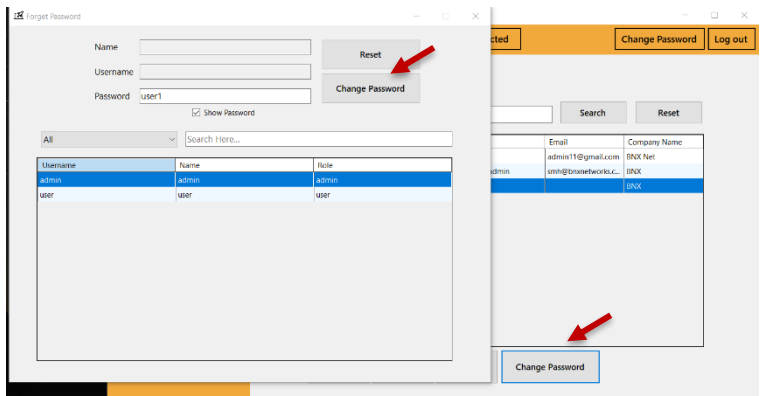 Forget Password
Name
Reset
Username
Change Password
Password user1
Show Password
All Search Here...
Username Name Role
admin admin admin
user user user
cted Change Password Log out
Search Reset
Email Company Name
admin11@gmail.com BNX Net
dmin smh@bnxnetworks.c... BNX
BNX
Change Password